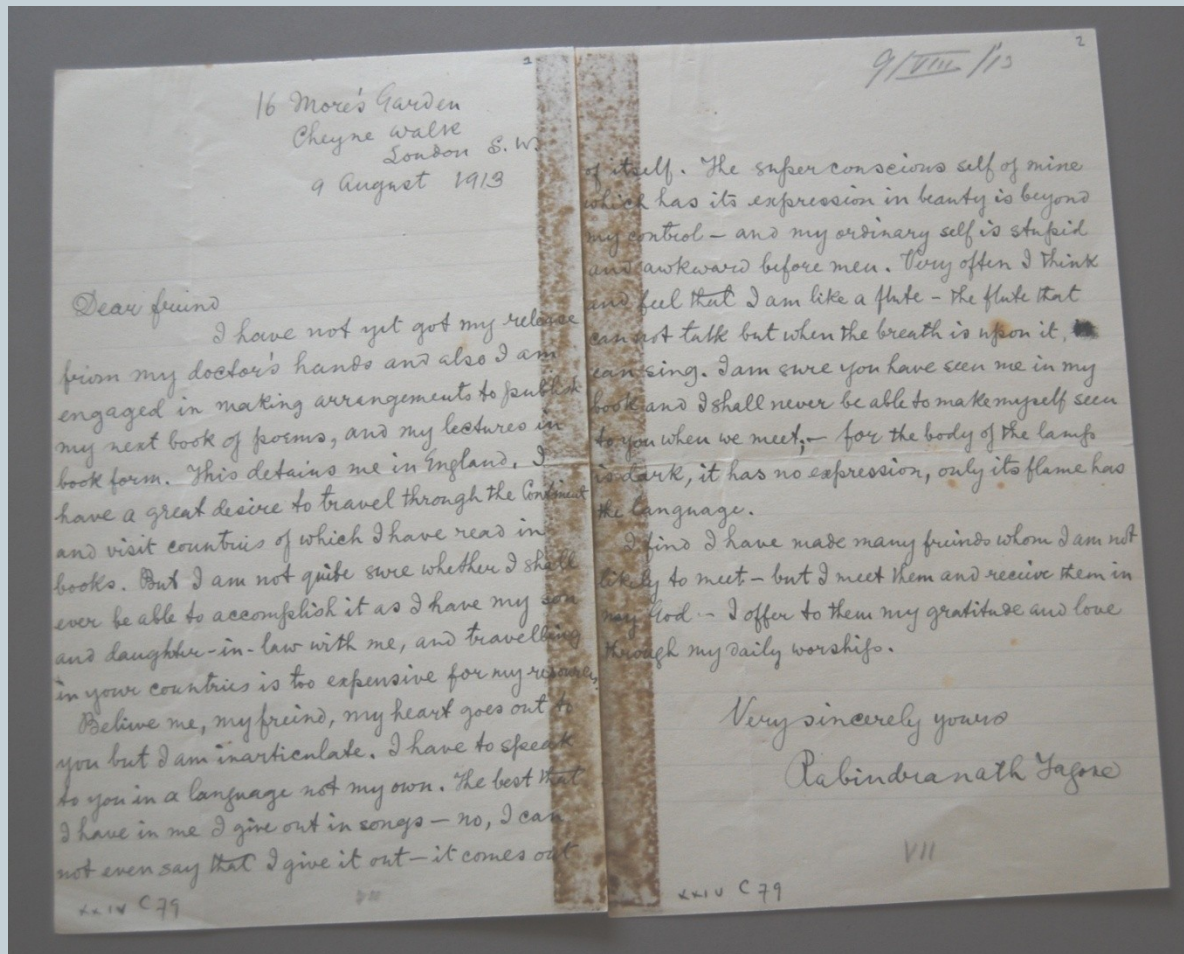 2
16 More's Garden
Cheyne Walk
London S. W.
9 August 1913
Dear freind
I have not yet got my release
from my doctor's hands and also I am
engaged in making arrangements to publish
my next book of poems, and my lectures in
book form. This detains me in England. I
have a great desire to travel through the Continent
and visit countries of which I have read in
books. But I am not quite sure whether I shall
ever be able to accomplish it as I have my son
and daughter-in-law with me, and travelling
in your countries is too expensive for my resources.
Believe me, my freind, my heart goes out to
you but I am inarticulate. I have to speak
to you in a language not my own. The best that
I have in me I give out in songs — no, I can
not even say that I give it out — it comes out
xxiv C 79
VII
2
9/VIII/13
of itself. The super conscious self of mine
which has its expression in beauty is beyond
my control — and my ordinary self is stupid
and awkward before men. Very often I think
and feel that I am like a flute — the flute that
cannot talk but when the breath is upon it,
can sing. I am sure you have seen me in my
book and I shall never be able to make myself seen
to you when we meet; — for the body of the lamp
is dark, it has no expression, only its flame has
the language.
I find I have made many freinds whom I am not
likely to meet — but I meet them and receive them in
my God — I offer to them my gratitude and love
through my daily worship.
Very sincerely yours
Rabindranath Tagore
VII
xxiv C 79